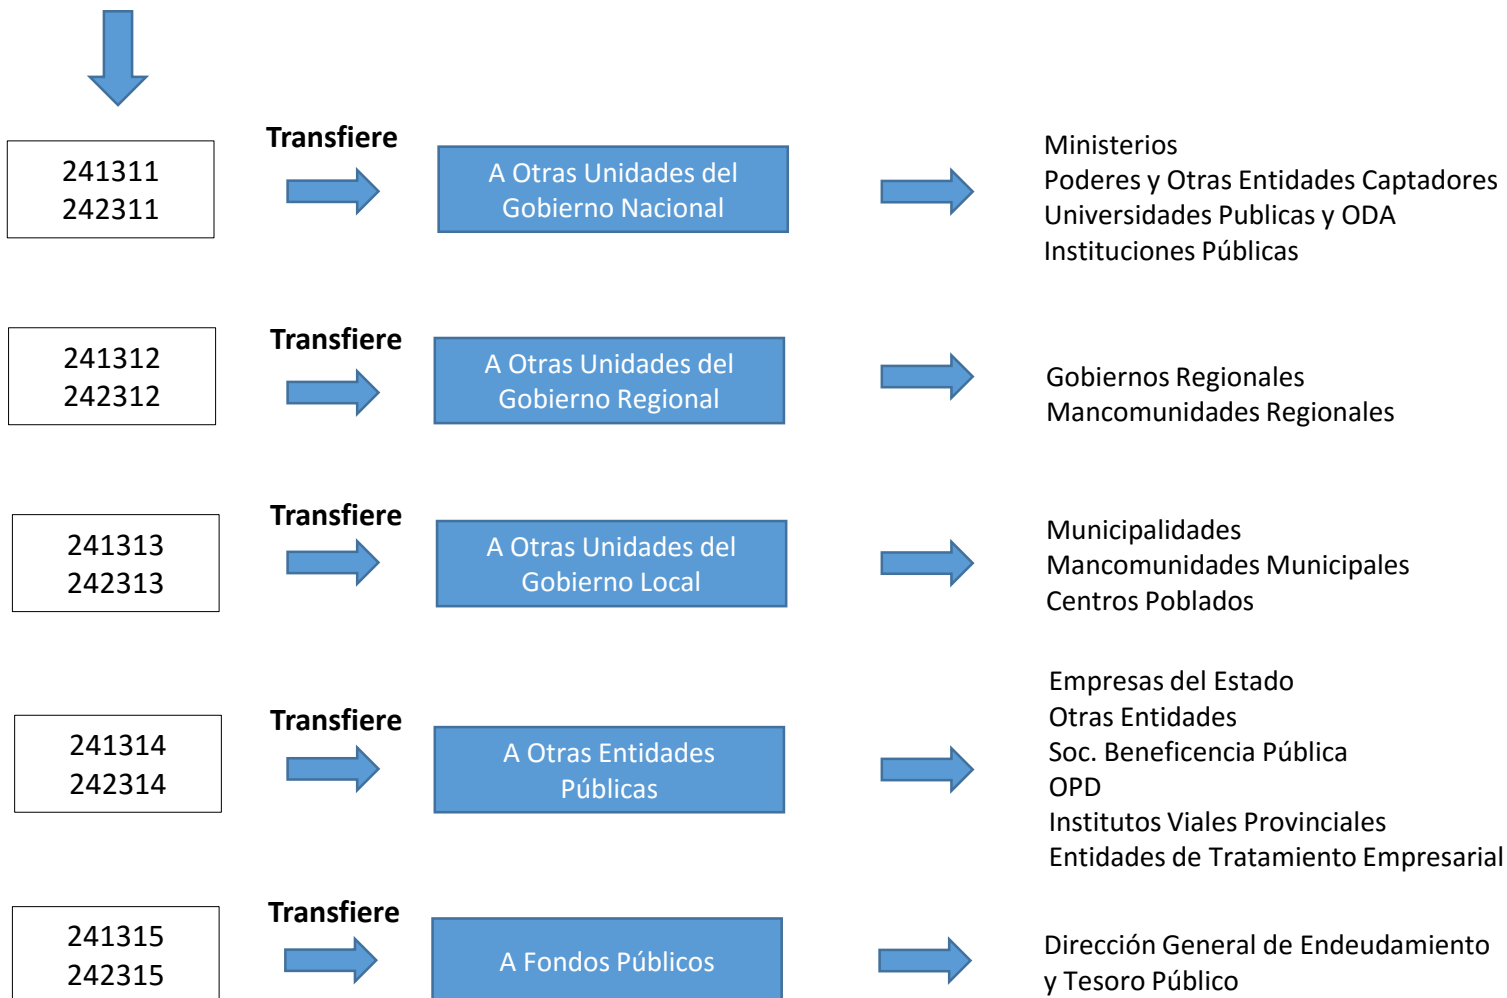 241311
242311
Transfiere
A Otras Unidades del
Gobierno Nacional
Ministerios
Poderes y Otras Entidades Captadores
Universidades Publicas y ODA
Instituciones Públicas
241312
242312
Transfiere
A Otras Unidades del
Gobierno Regional
Gobiernos Regionales
Mancomunidades Regionales
241313
242313
Transfiere
A Otras Unidades del
Gobierno Local
Municipalidades
Mancomunidades Municipales
Centros Poblados
241314
242314
Transfiere
A Otras Entidades
Públicas
Empresas del Estado
Otras Entidades
Soc. Beneficencia Pública
OPD
Institutos Viales Provinciales
Entidades de Tratamiento Empresarial
241315
242315
Transfiere
A Fondos Públicos
Dirección General de Endeudamiento
y Tesoro Público